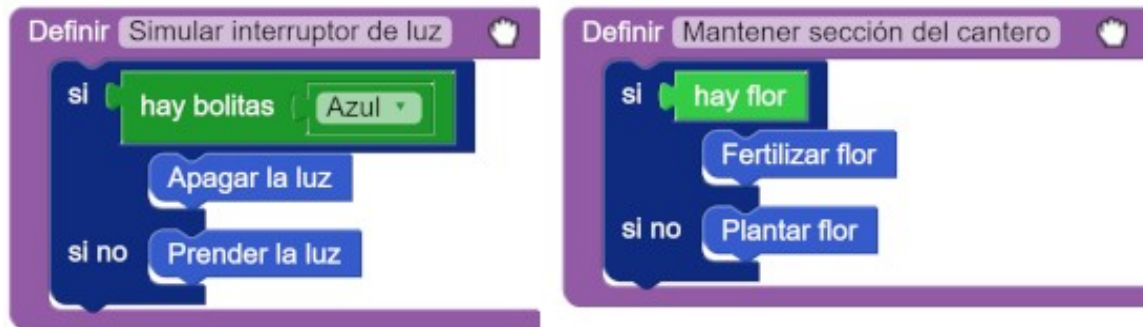 Definir Simular interruptor de luz
si hay bolitas Azul
Apagar la luz
si no Prender la luz
Definir Mantener sección del cantero
si hay flor
Fertilizar flor
si no Plantar flor